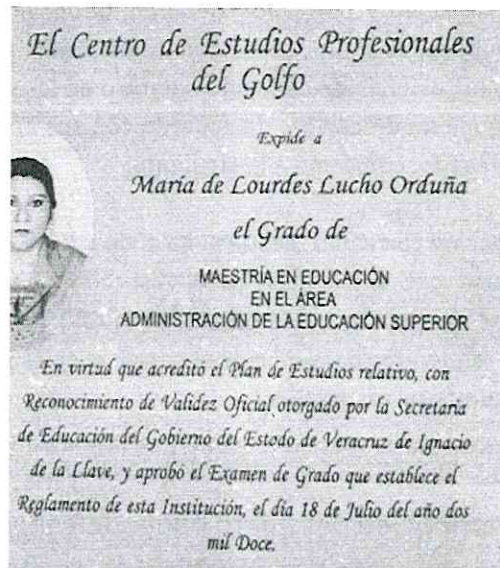 El Centro de Estudios Profesionales
del Golfo
Expide a
María de Lourdes Lucho Orduña
el Grado de
MAESTRÍA EN EDUCACIÓN
EN EL ÁREA
ADMINISTRACIÓN DE LA EDUCACIÓN SUPERIOR
En virtud que acreditó el Plan de Estudios relativo, con
Reconocimiento de Validez Oficial otorgado por la Secretaría
de Educación del Gobierno del Estodo de Veracruz de Ignacio
de la Llave, y aprobó el Examen de Grado que establece el
Reglamento de esta Institución, el día 18 de Julio del año dos
mil Doce.